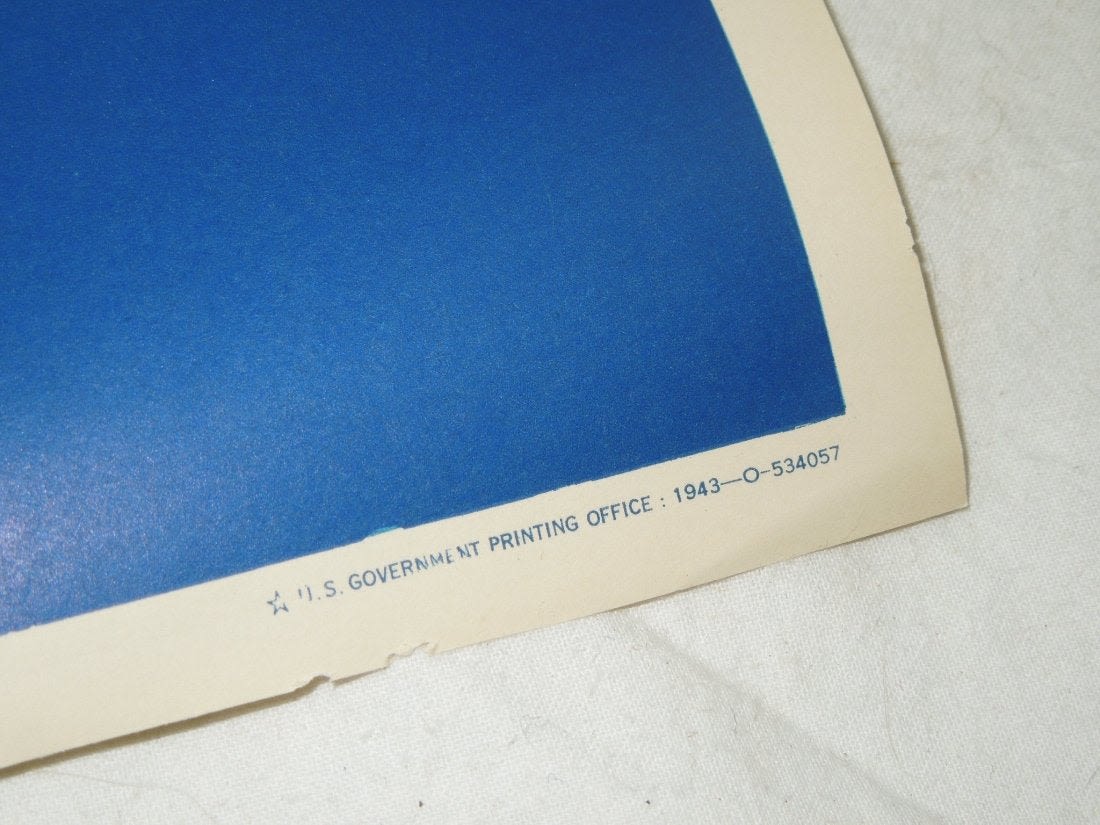 ☆ U.S. GOVERNMENT PRINTING OFFICE : 1943—O-534057